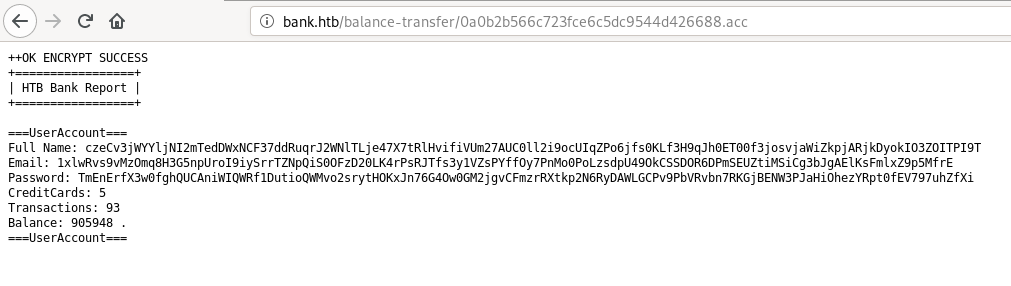 bank.htb/balance-transfer/0a0b2b566c723fce6c5dc9544d426688.acc
++OK ENCRYPT SUCCESS
+=================+
| HTB Bank Report |
+=================+
===UserAccount===
Full Name: czeCv3jWYYljNI2mTedDWxNCF37ddRuqrJ2WNlTLje47X7tRlHvifiVUm27AUC0ll2i9ocUIqZPo6jfs0KLf3H9qJh0ET00f3josvjaWiZkpjARjkDyokIO3ZOITPI9T
Email: 1xlwRvs9vMzOmq8H3G5npUroI9iySrrTZNpQiS0OFzD20LK4rPsRJTfs3y1VZsPYffOy7PnMo0PoLzsdpU49OkCSSDOR6DPmSEUZtiMSiCg3bJgAElKsFmlxZ9p5MfrE
Password: TmEnErfX3w0fghQUCAniWIQWRf1DutioQWMvo2srytHOKxJn76G4Ow0GM2jgvCFmzrRXtkp2N6RyDAWLGCPv9PbVRvbn7RKGjBENW3PJaHiOhezYRpt0fEV797uhZfXi
CreditCards: 5
Transactions: 93
Balance: 905948 .
===UserAccount===